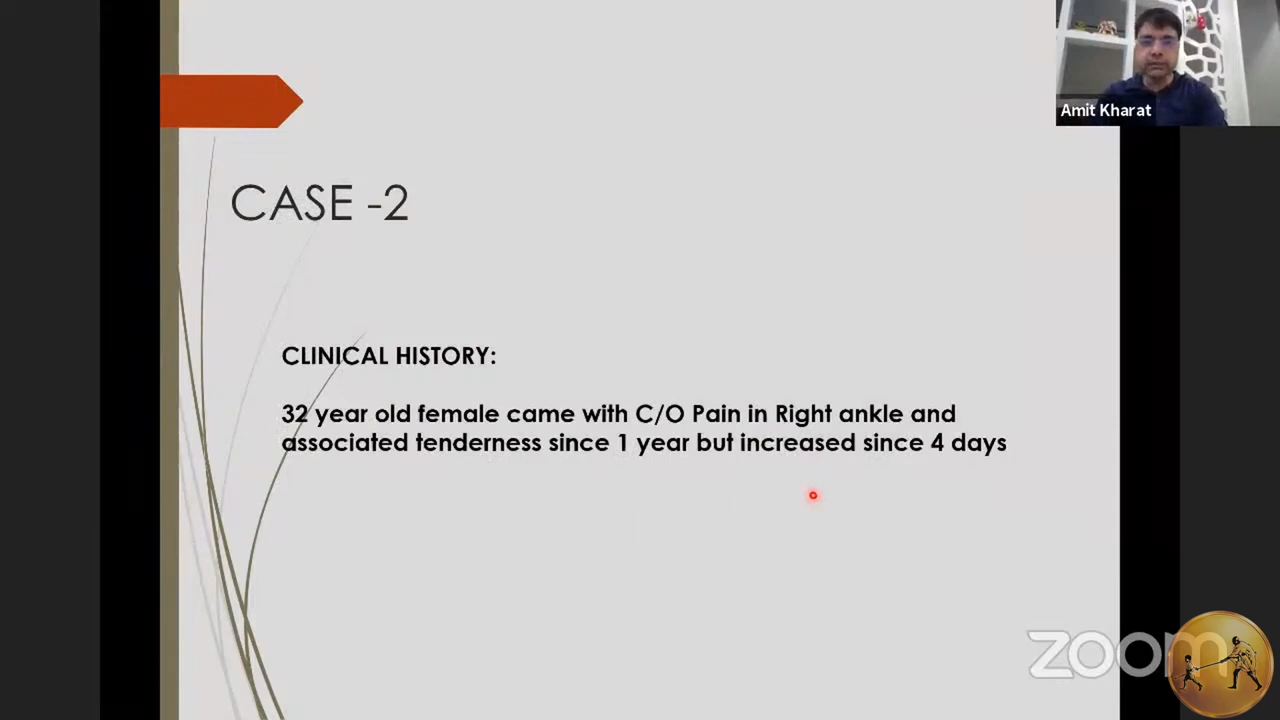 Amit Kharat
CASE -2
CLINICAL HISTORY:
32 year old female came with C/O Pain in Right ankle and
associated tenderness since 1 year but increased since 4 days
zoom